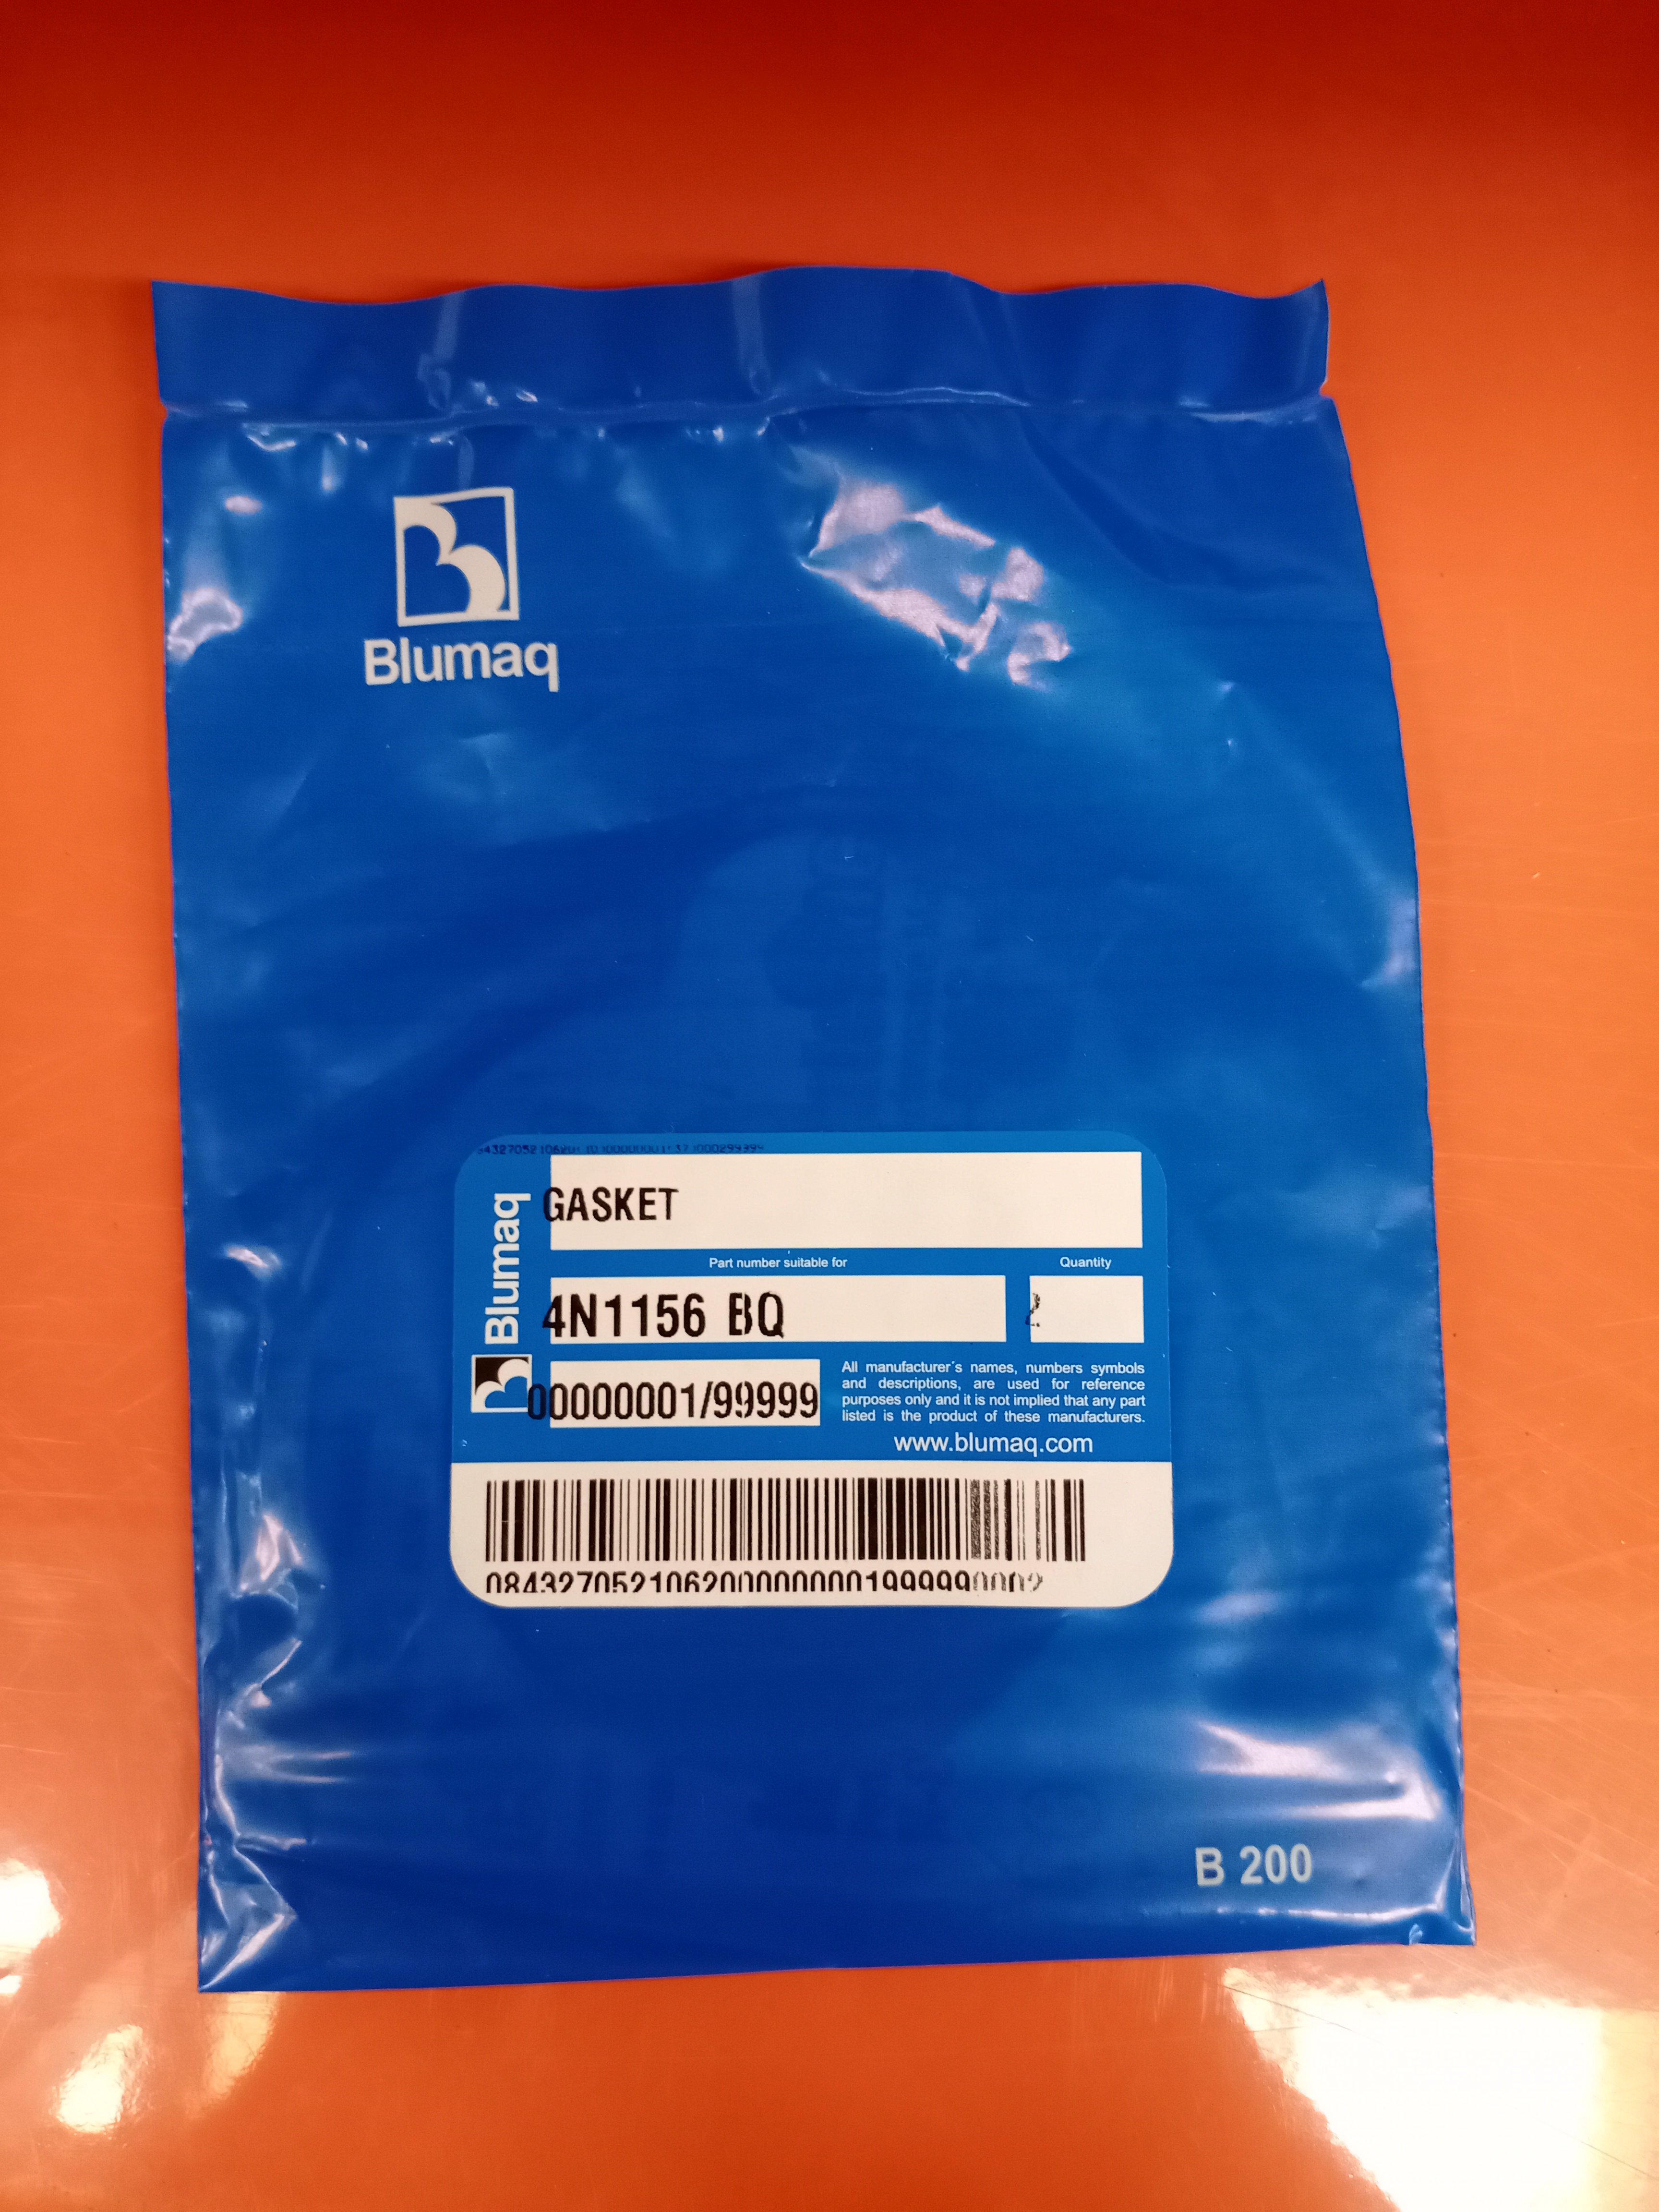 Blumaq
GASKET
Blumaq
Part number suitable for
Quantity
4N1156 BQ
2
00000001/99999
All manufacturer´s names, numbers symbols
and descriptions, are used for reference
purposes only and it is not implied that any part
listed is the product of these manufacturers.
www.blumaq.com
08432705210620000000001999990002
B 200